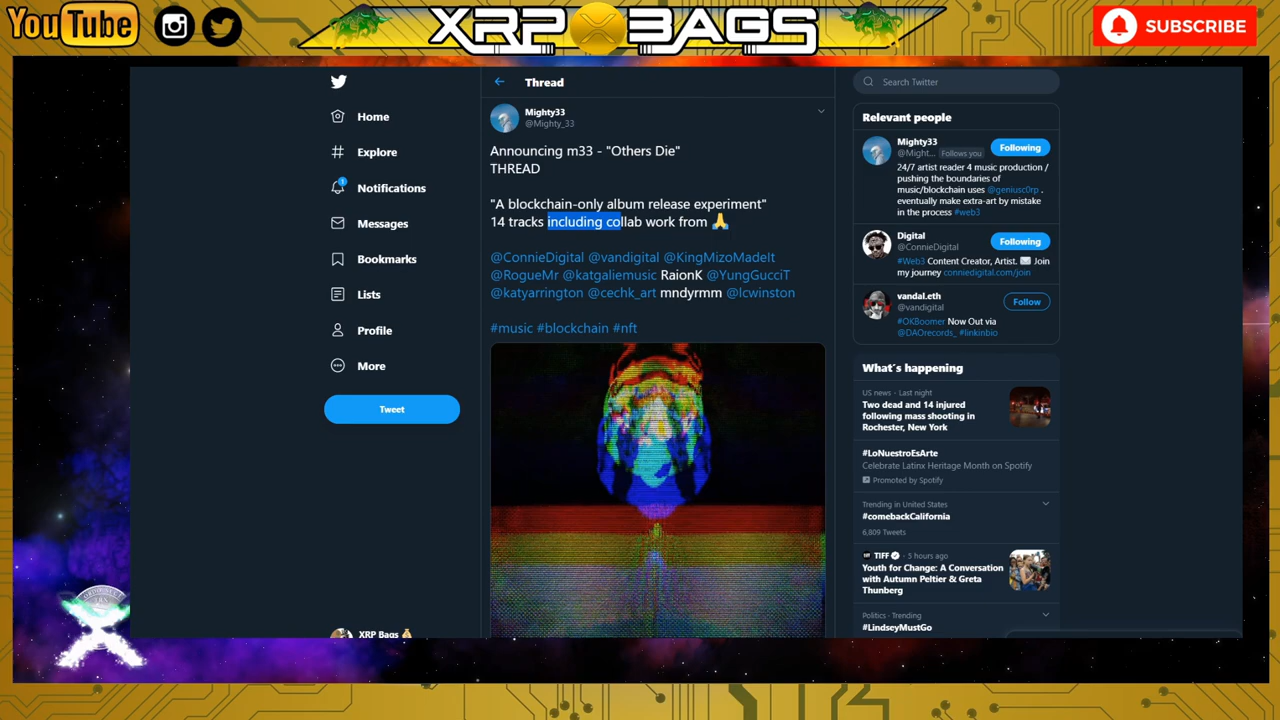 YouTube
XRP BAGS
SUBSCRIBE
Home
Explore
1
Notifications
Messages
Bookmarks
Lists
Profile
More
Tweet
XRP Bags
Thread
Mighty33
@Mighty_33
Announcing m33 - "Others Die"
THREAD
"A blockchain-only album release experiment"
14 tracks including collab work from 🙏
@ConnieDigital @vandigital @KingMizoMadeIt
@RogueMr @katgaliemusic RaionK @YungGucciT
@katyarrington @cechk_art mndyrmm @lcwinston
#music #blockchain #nft
Search Twitter
Relevant people
Mighty33
@Might... Follows you
Following
24/7 artist reader 4 music production /
pushing the boundaries of
music/blockchain uses @geniusc0rp .
eventually make extra-art by mistake
in the process #web3
Digital
@ConnieDigital
Following
#Web3 Content Creator, Artist. ✉️ Join
my journey conniedigital.com/join
vandal.eth
@vandigital
Follow
#OKBoomer Now Out via
@DAOrecords_ #linkinbio
What's happening
US news · Last night
Two dead and 14 injured
following mass shooting in
Rochester, New York
#LoNuestroEsArte
Celebrate Latinx Heritage Month on Spotify
Promoted by Spotify
Trending in United States
#comebackCalifornia
6,809 Tweets
TIFF · 5 hours ago
Youth for Change: A Conversation
with Autumn Peltier & Greta
Thunberg
Politics · Trending
#LindseyMustGo